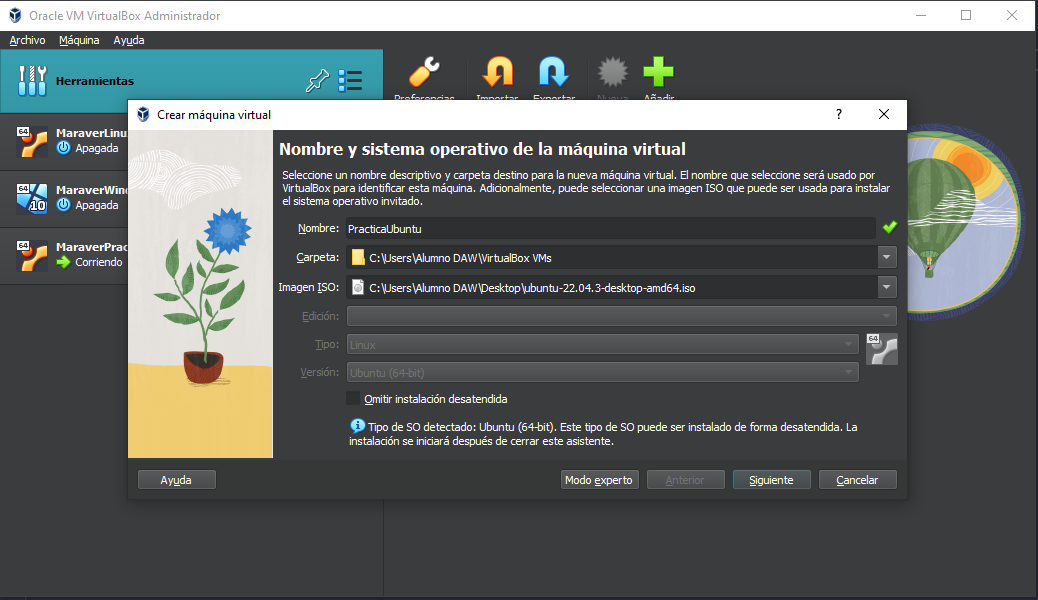 Oracle VM VirtualBox Administrador
Archivo Máquina Ayuda
Herramientas
Preferencias Importar Exportar Nueva Añadir
64
MaraverLinu
Apagada
64
10
MaraverWind
Apagada
64
MaraverPrac
Corriendo
Crear máquina virtual
?
Nombre y sistema operativo de la máquina virtual
Seleccione un nombre descriptivo y carpeta destino para la nueva máquina virtual. El nombre que seleccione será usado por
VirtualBox para identificar esta máquina. Adicionalmente, puede seleccionar una imagen ISO que puede ser usada para instalar
el sistema operativo invitado.
Nombre: PracticaUbuntu
Carpeta: C:\Users\Alumno DAW\VirtualBox VMs
Imagen ISO: C:\Users\Alumno DAW\Desktop\ubuntu-22.04.3-desktop-amd64.iso
Edición:
Tipo: Linux
64
Versión: Ubuntu (64-bit)
Omitir instalación desatendida
Tipo de SO detectado: Ubuntu (64-bit). Este tipo de SO puede ser instalado de forma desatendida. La
instalación se iniciará después de cerrar este asistente.
Ayuda Modo experto Anterior Siguiente Cancelar